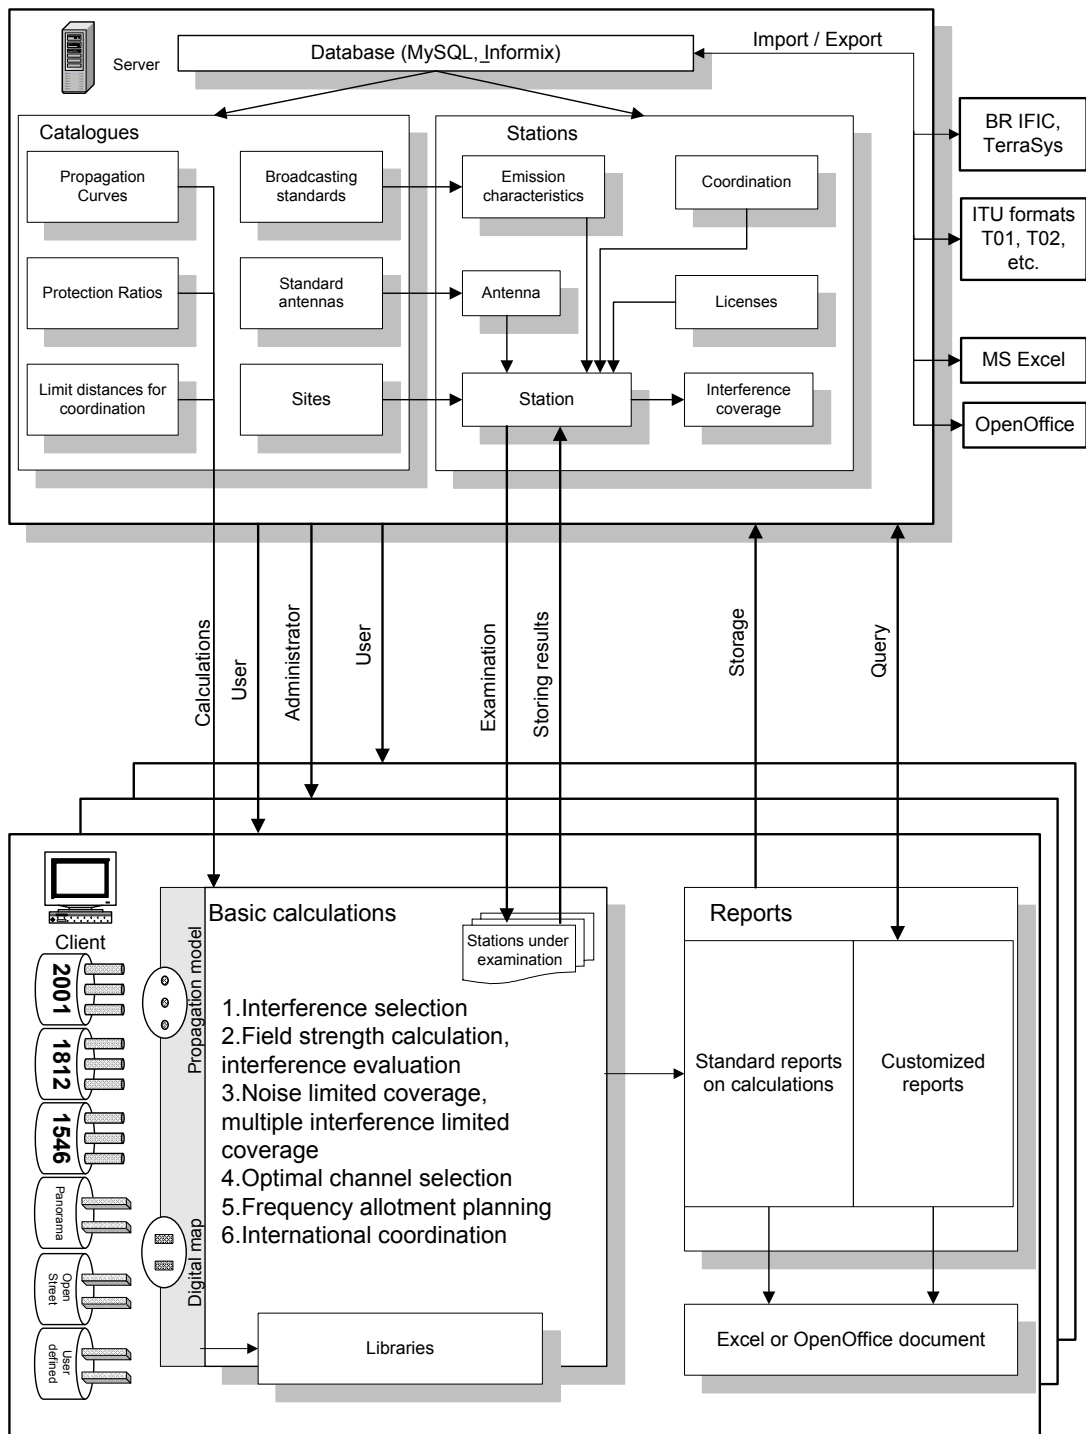 Server
Database (MySQL, Informix)
Import / Export
BR IFIC,
TerraSys
ITU formats
T01, T02,
etc.
MS Excel
OpenOffice
Catalogues
Propagation
Curves
Broadcasting
standards
Protection Ratios
Standard
antennas
Limit distances for
coordination
Sites
Stations
Emission
characteristics
Coordination
Antenna
Licenses
Station
Interference
coverage
Calculations
User
Administrator
User
Examination
Storing results
Storage
Query
Client
2001
1812
1546
Panorama
Open
Street
User
defined
Propagation model
Digital map
Basic calculations
Stations under
examination
1.Interference selection
2.Field strength calculation,
interference evaluation
3.Noise limited coverage,
multiple interference limited
coverage
4.Optimal channel selection
5.Frequency allotment planning
6.International coordination
Libraries
Reports
Standard reports
on calculations
Customized
reports
Excel or OpenOffice document